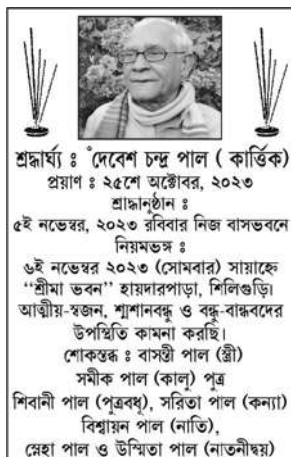 শ্রদ্ধার্ঘ্য ঃ ঁদেবেশ চন্দ্র পাল ( কার্ত্তিক)
প্রয়াণ ঃ ২৫শে অক্টোবর, ২০২৩
শ্রাদ্ধানুষ্ঠান ঃ
৫ই নভেম্বর, ২০২৩ রবিবার নিজ বাসভবনে
নিয়মভঙ্গ ঃ
৬ই নভেম্বর ২০২৩ (সোমবার) সায়াহ্নে
‘‘শ্রীমা ভবন’’ হায়দারপাড়া, শিলিগুড়ি।
আত্মীয়-স্বজন, শ্মশানবন্ধু ও বন্ধু-বান্ধবদের
উপস্থিতি কামনা করছি।
শোকস্তব্ধ ঃ বাসন্তী পাল (স্ত্রী)
সমীক পাল (কালু) পুত্র
শিবানী পাল (পুত্রবধূ), সরিতা পাল (কন্যা)
বিশ্বায়ন পাল (নাতি),
স্নেহা পাল ও উস্মিতা পাল (নাতনীদ্বয়)